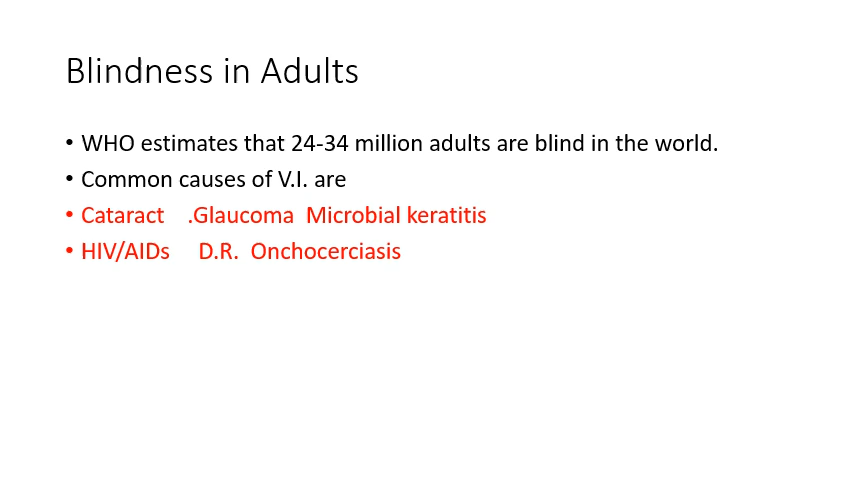 Blindness in Adults
• WHO estimates that 24-34 million adults are blind in the world.
• Common causes of V.I. are
• Cataract .Glaucoma Microbial keratitis
• HIV/AIDs D.R. Onchocerciasis